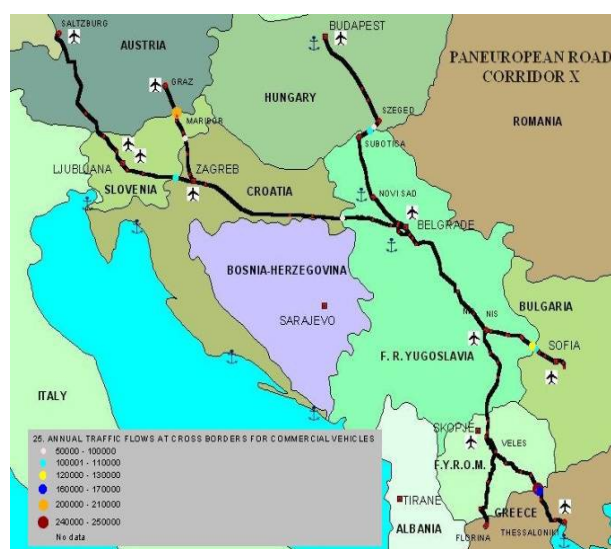 SALTZBURG
BUDAPEST
AUSTRIA
PANEUROPEAN ROAD
CORRIDOR X
GRAZ
HUNGARY
SZEGED
MARIBOR
ROMANIA
SUBOTICA
LJUBLJANA
ZAGREB
SLOVENIA
CROATIA
NOVI SAD
BELGRADE
BOSNIA-HERZEGOVINA
BULGARIA
NIS
SARAJEVO
SOFIA
F. R. YUGOSLAVIA
ITALY
SKOPJE
25. ANNUAL TRAFFIC FLOWS AT CROSS BORDERS FOR COMMERCIAL VEHICLES
50000 - 100000
100001 - 110000
120000 - 130000
160000 - 170000
200000 - 210000
240000 - 250000
No data
VELES
F.Y.R.O.M.
TIRANE
GREECE
ALBANIA
FLORINA
THESSALONIKI